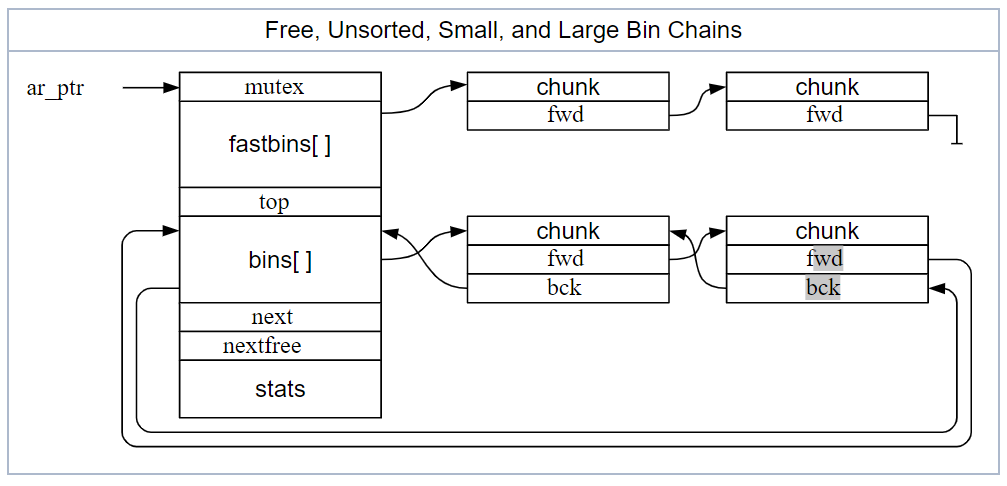 Free, Unsorted, Small, and Large Bin Chains
ar_ptr
mutex
fastbins[ ]
top
bins[ ]
next
nextfree
stats
chunk
fwd
chunk
fwd
chunk
fwd
bck
chunk
fwd
bck